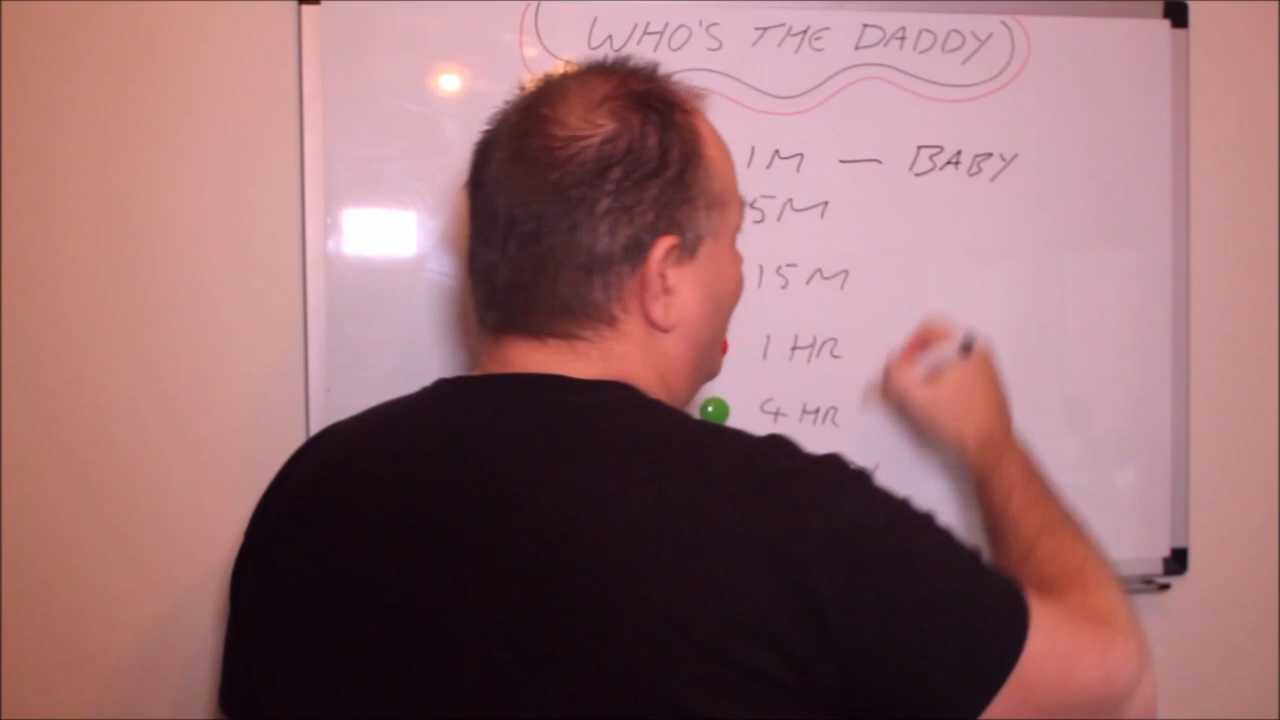 WHO'S THE DADDY
1M — BABY
5M
15M
1 HR
4 HR